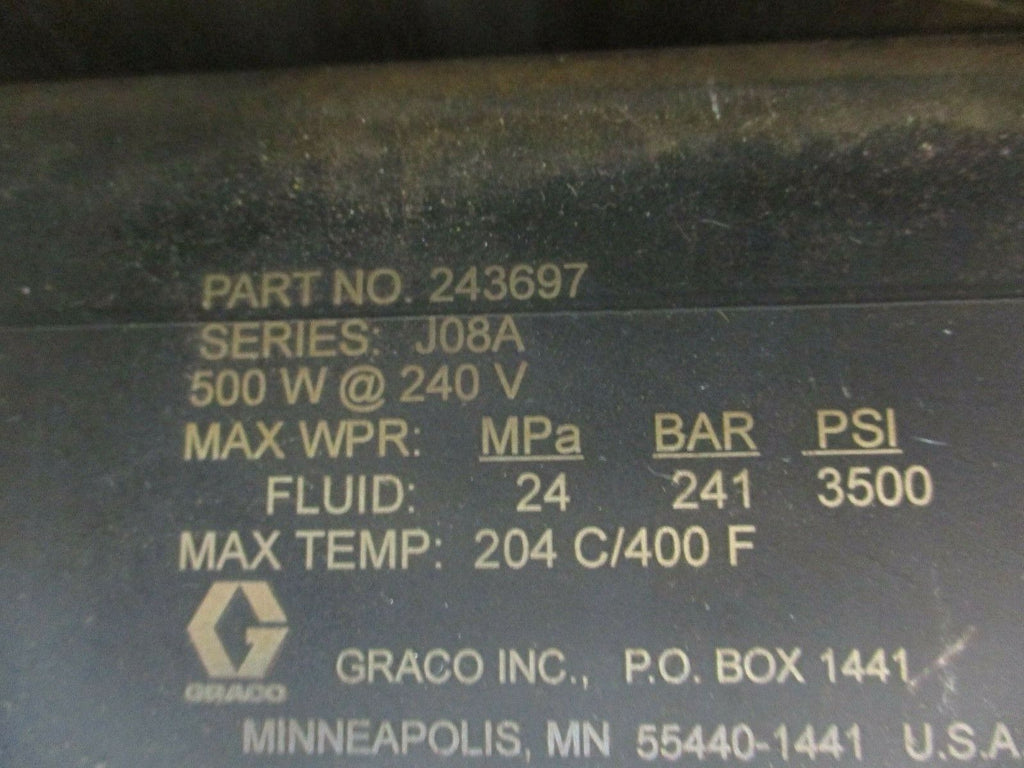 PART NO. 243697
SERIES: J08A
500 W @ 240 V
MAX WPR: MPa BAR PSI
FLUID: 24 241 3500
MAX TEMP: 204 C/400 F
GRACO
GRACO INC., P.O. BOX 1441
MINNEAPOLIS, MN 55440-1441 U.S.A